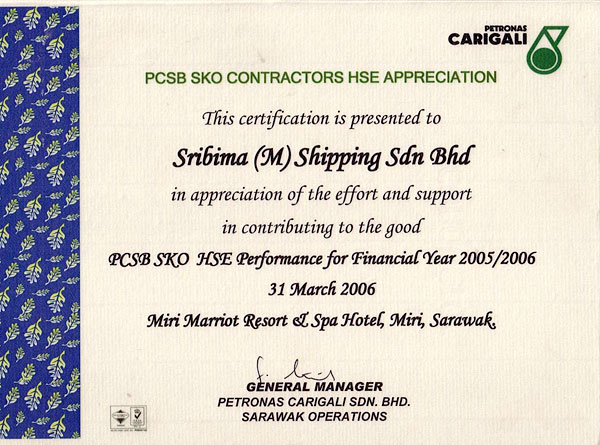 PETRONAS
CARIGALI
PCSB SKO CONTRACTORS HSE APPRECIATION
This certification is presented to
Sribima (M) Shipping Sdn Bhd
in appreciation of the effort and support
in contributing to the good
PCSB SKO HSE Performance for Financial Year 2005/2006
31 March 2006
Miri Marriot Resort & Spa Hotel, Miri, Sarawak.
GENERAL MANAGER
PETRONAS CARIGALI SDN. BHD.
SARAWAK OPERATIONS